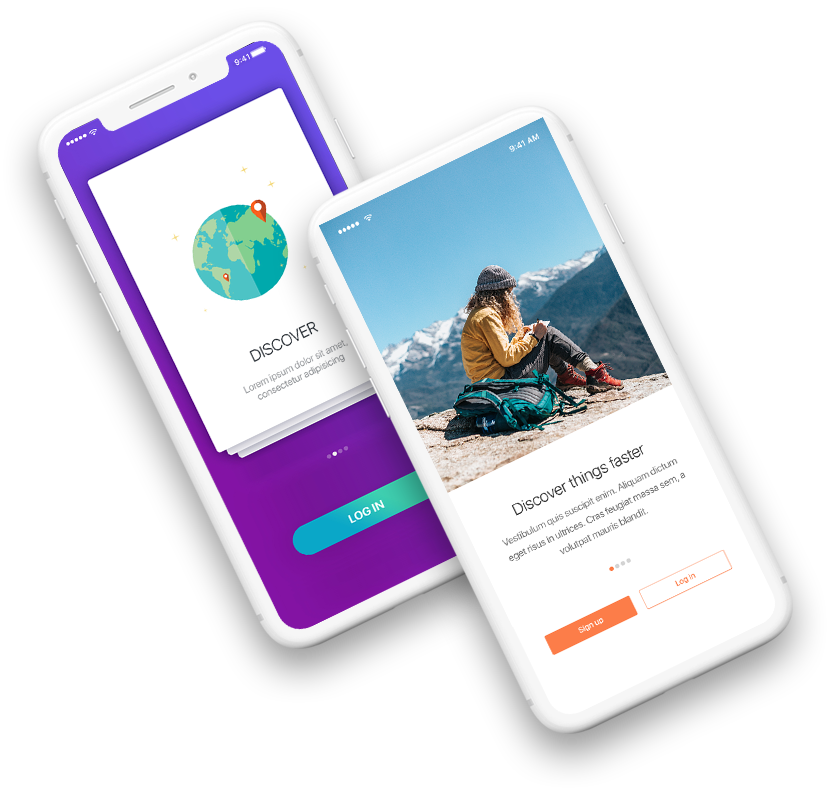 9:41
DISCOVER
Lorem ipsum dolor sit amet,
consectetur adipisicing
LOG IN
9:41 AM
Discover things faster
Vestibulum quis suscipit enim. Aliquam dictum
eget risus in ultrices. Cras feugiat massa sem, a
volutpat mauris blandit.
Sign up
Log in